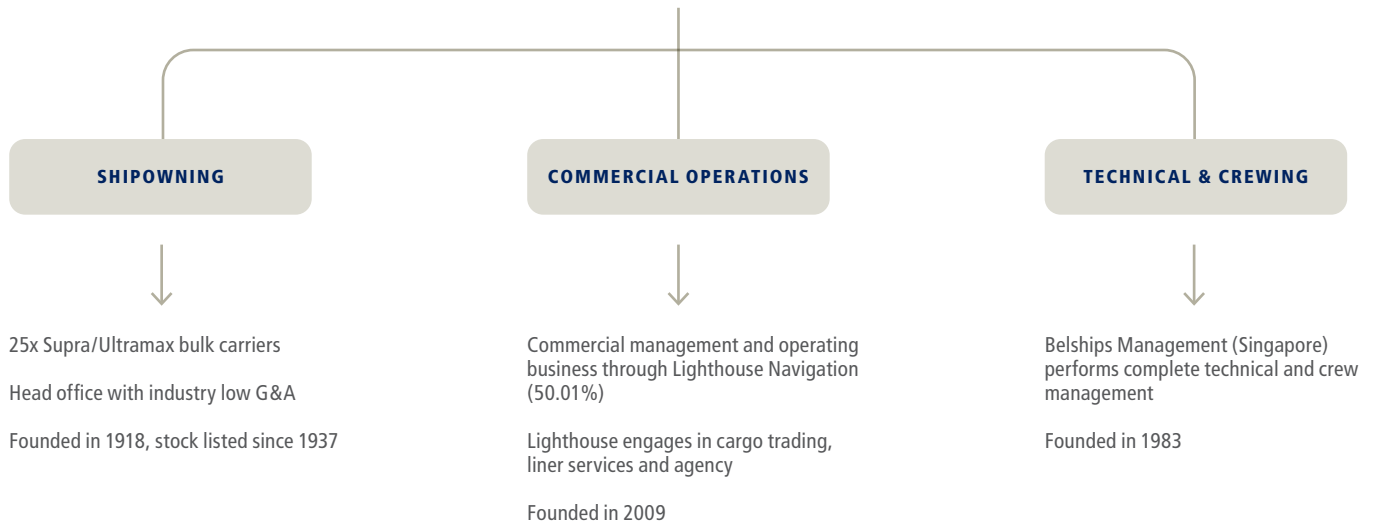 SHIPOWNING
25x Supra/Ultramax bulk carriers
Head office with industry low G&A
Founded in 1918, stock listed since 1937
COMMERCIAL OPERATIONS
Commercial management and operating
business through Lighthouse Navigation
(50.01%)
Lighthouse engages in cargo trading,
liner services and agency
Founded in 2009
TECHNICAL & CREWING
Belships Management (Singapore)
performs complete technical and crew
management
Founded in 1983